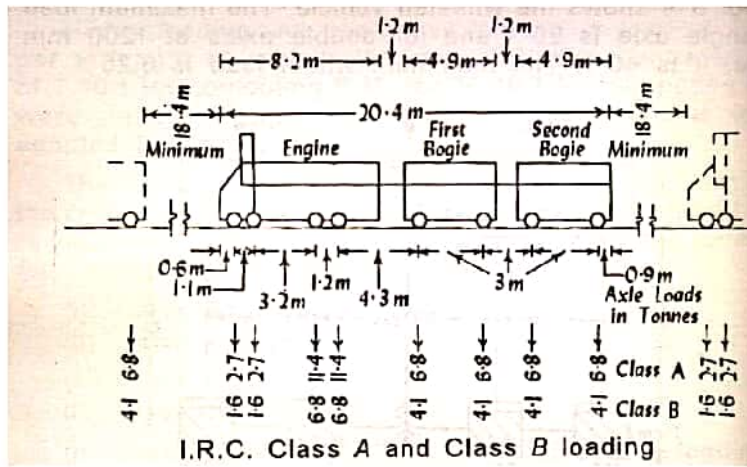 1·2m 1·2m
8·2m 4·9m 4·9m
18·4m 20·4 m 18·4m
First Second
Minimum Engine Bogie Bogie Minimum
0·6m 1·2m 3m 0·9m
1·1m 3·2m 4·3m Axle Loads
in Tonnes
6·8 2·7 2·7 11·4 11·4 6·8 6·8 6·8 6·8 Class A 2·7 2·7
4·1 1·6 1·6 6·8 6·8 4·1 4·1 4·1 4·1 Class B 1·6 1·6
I.R.C. Class A and Class B loading